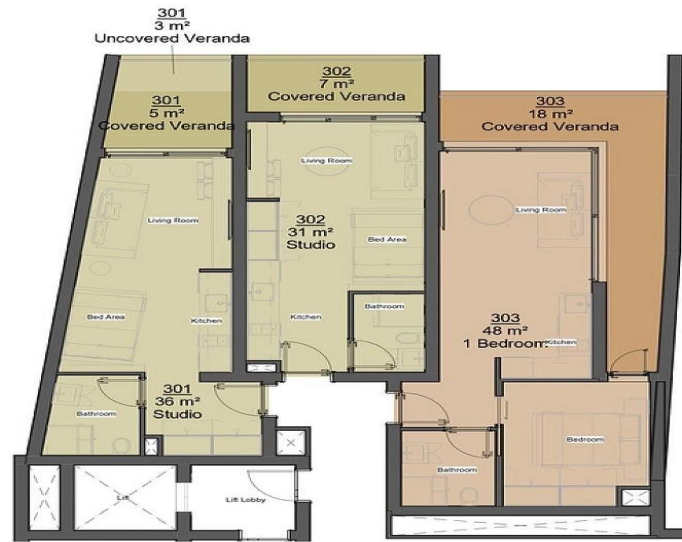 301
3 m²
Uncovered Veranda
301
5 m²
Covered Veranda
302
7 m²
Covered Veranda
303
18 m²
Covered Veranda
Living Room
Living Room
Living Room
302
31 m²
Studio
Bed Area
Bed Area
Kitchen
Kitchen
Bathroom
303
48 m²
1 Bedroom
Kitchen
301
36 m²
Studio
Bathroom
Bathroom
Bedroom
Lift
Lift Lobby